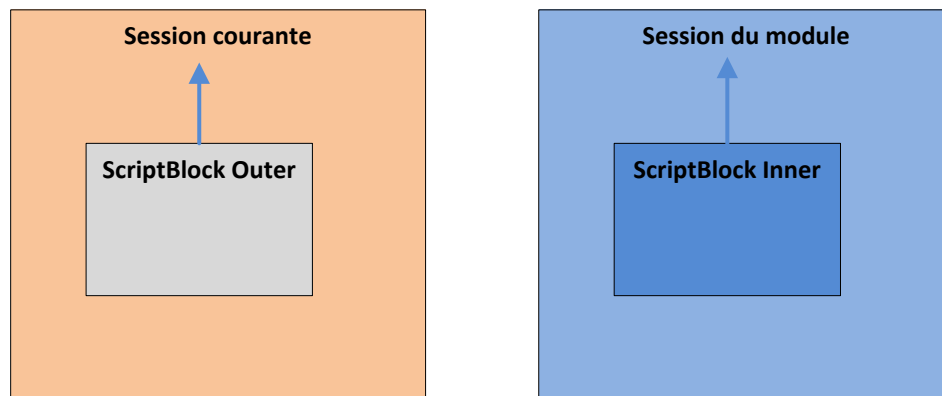 Session courante
Session du module
ScriptBlock Outer
ScriptBlock Inner